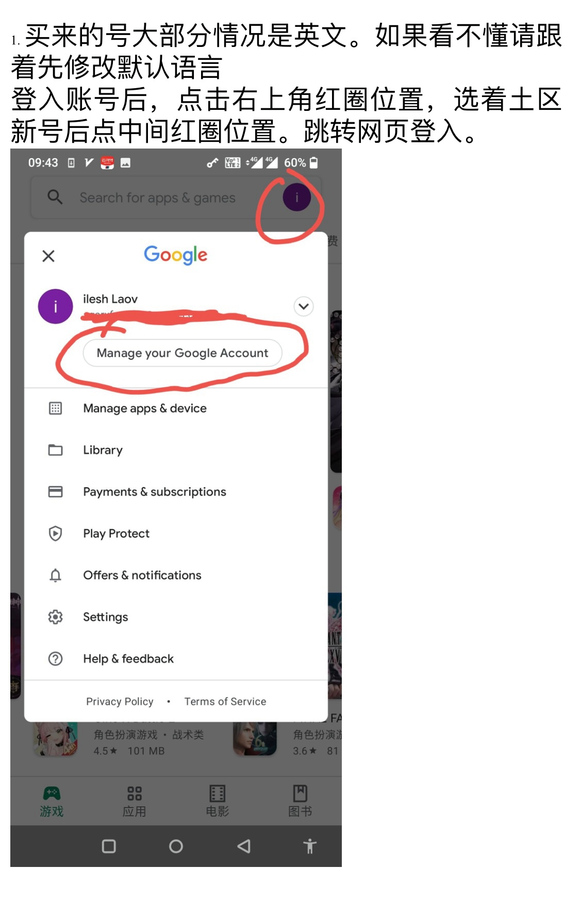 1. 买来的号大部分情况是英文。如果看不懂请跟
着先修改默认语言
登入账号后，点击右上角红圈位置，选着土区
新号后点中间红圈位置。跳转网页登入。
09:43 60%
Search for apps & games i
费
Google
i ilesh Laov
Manage your Google Account
Manage apps & device
Library
Payments & subscriptions
Play Protect
Offers & notifications
Settings
Help & feedback
Privacy Policy • Terms of Service
角色扮演游戏 • 战术类 角色扮演游
4.5★ 101 MB 3.6★ 81
游戏 应用 电影 图书